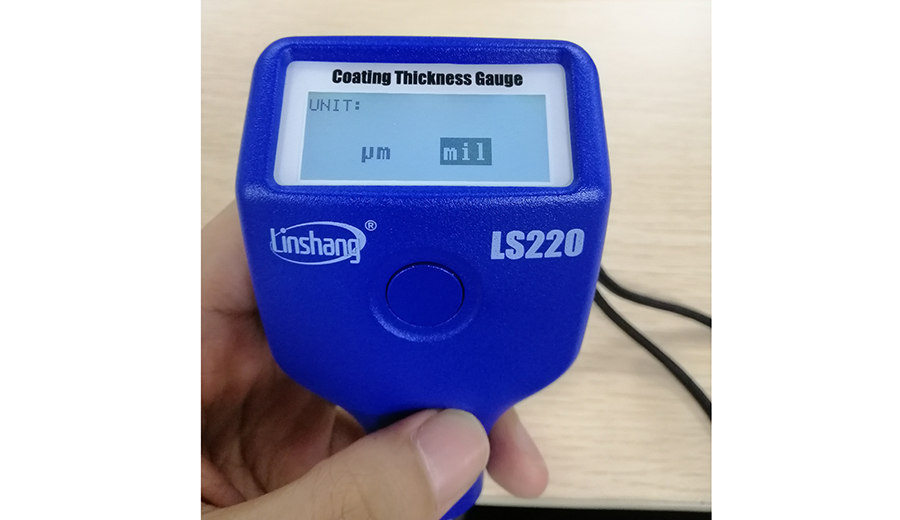 Coating Thickness Gauge
UNIT:
μm mil
Linshang®
LS220